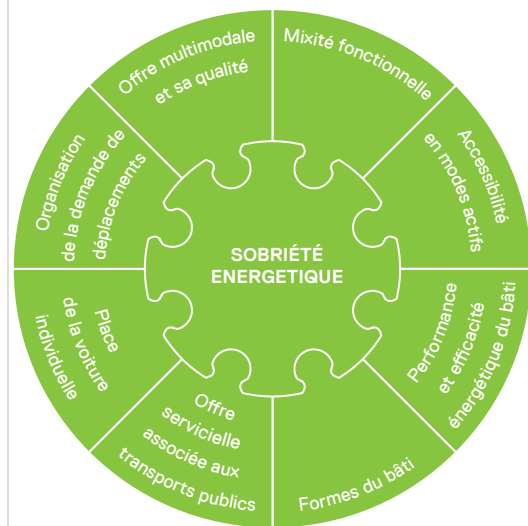 Offre multimodale
et sa qualité
Mixité fonctionnelle
Accessibilité
en modes actifs
Performance
et efficacité
énergétique du bâti
Formes du bâti
Offre
servicielle
associée aux
transports publics
Place
de la voiture
individuelle
Organisation
de la demande de
déplacements
SOBRIÉTÉ
ENERGETIQUE